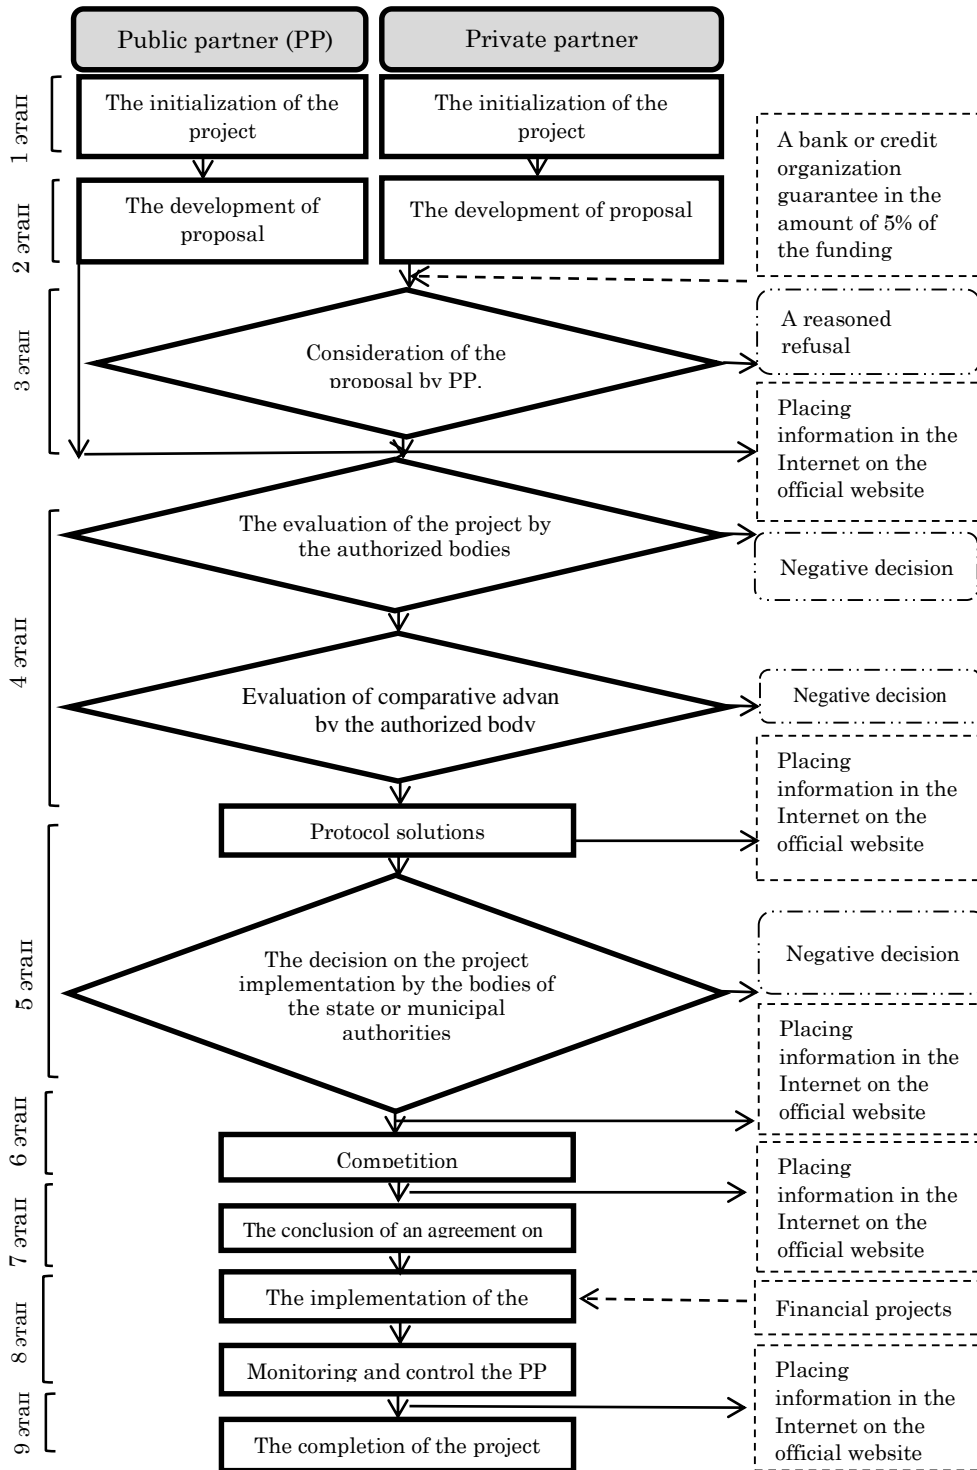 Public partner (PP)
Private partner
1 этап
The initialization of the
project
The initialization of the
project
A bank or credit
organization
guarantee in the
amount of 5% of
the funding
2 этап
The development of
proposal
The development of proposal
3 этап
Consideration of the
proposal by PP.
A reasoned
refusal
Placing
information in the
Internet on the
official website
4 этап
The evaluation of the project by
the authorized bodies
Negative decision
Evaluation of comparative advan
by the authorized body
Negative decision
Placing
information in the
Internet on the
official website
Protocol solutions
5 этап
The decision on the project
implementation by the bodies of
the state or municipal
authorities
Negative decision
Placing
information in the
Internet on the
official website
6 этап
Competition
Placing
information in the
Internet on the
official website
7 этап
The conclusion of an agreement on
8 этап
The implementation of the
Financial projects
Monitoring and control the PP
Placing
information in the
Internet on the
official website
9 этап
The completion of the project